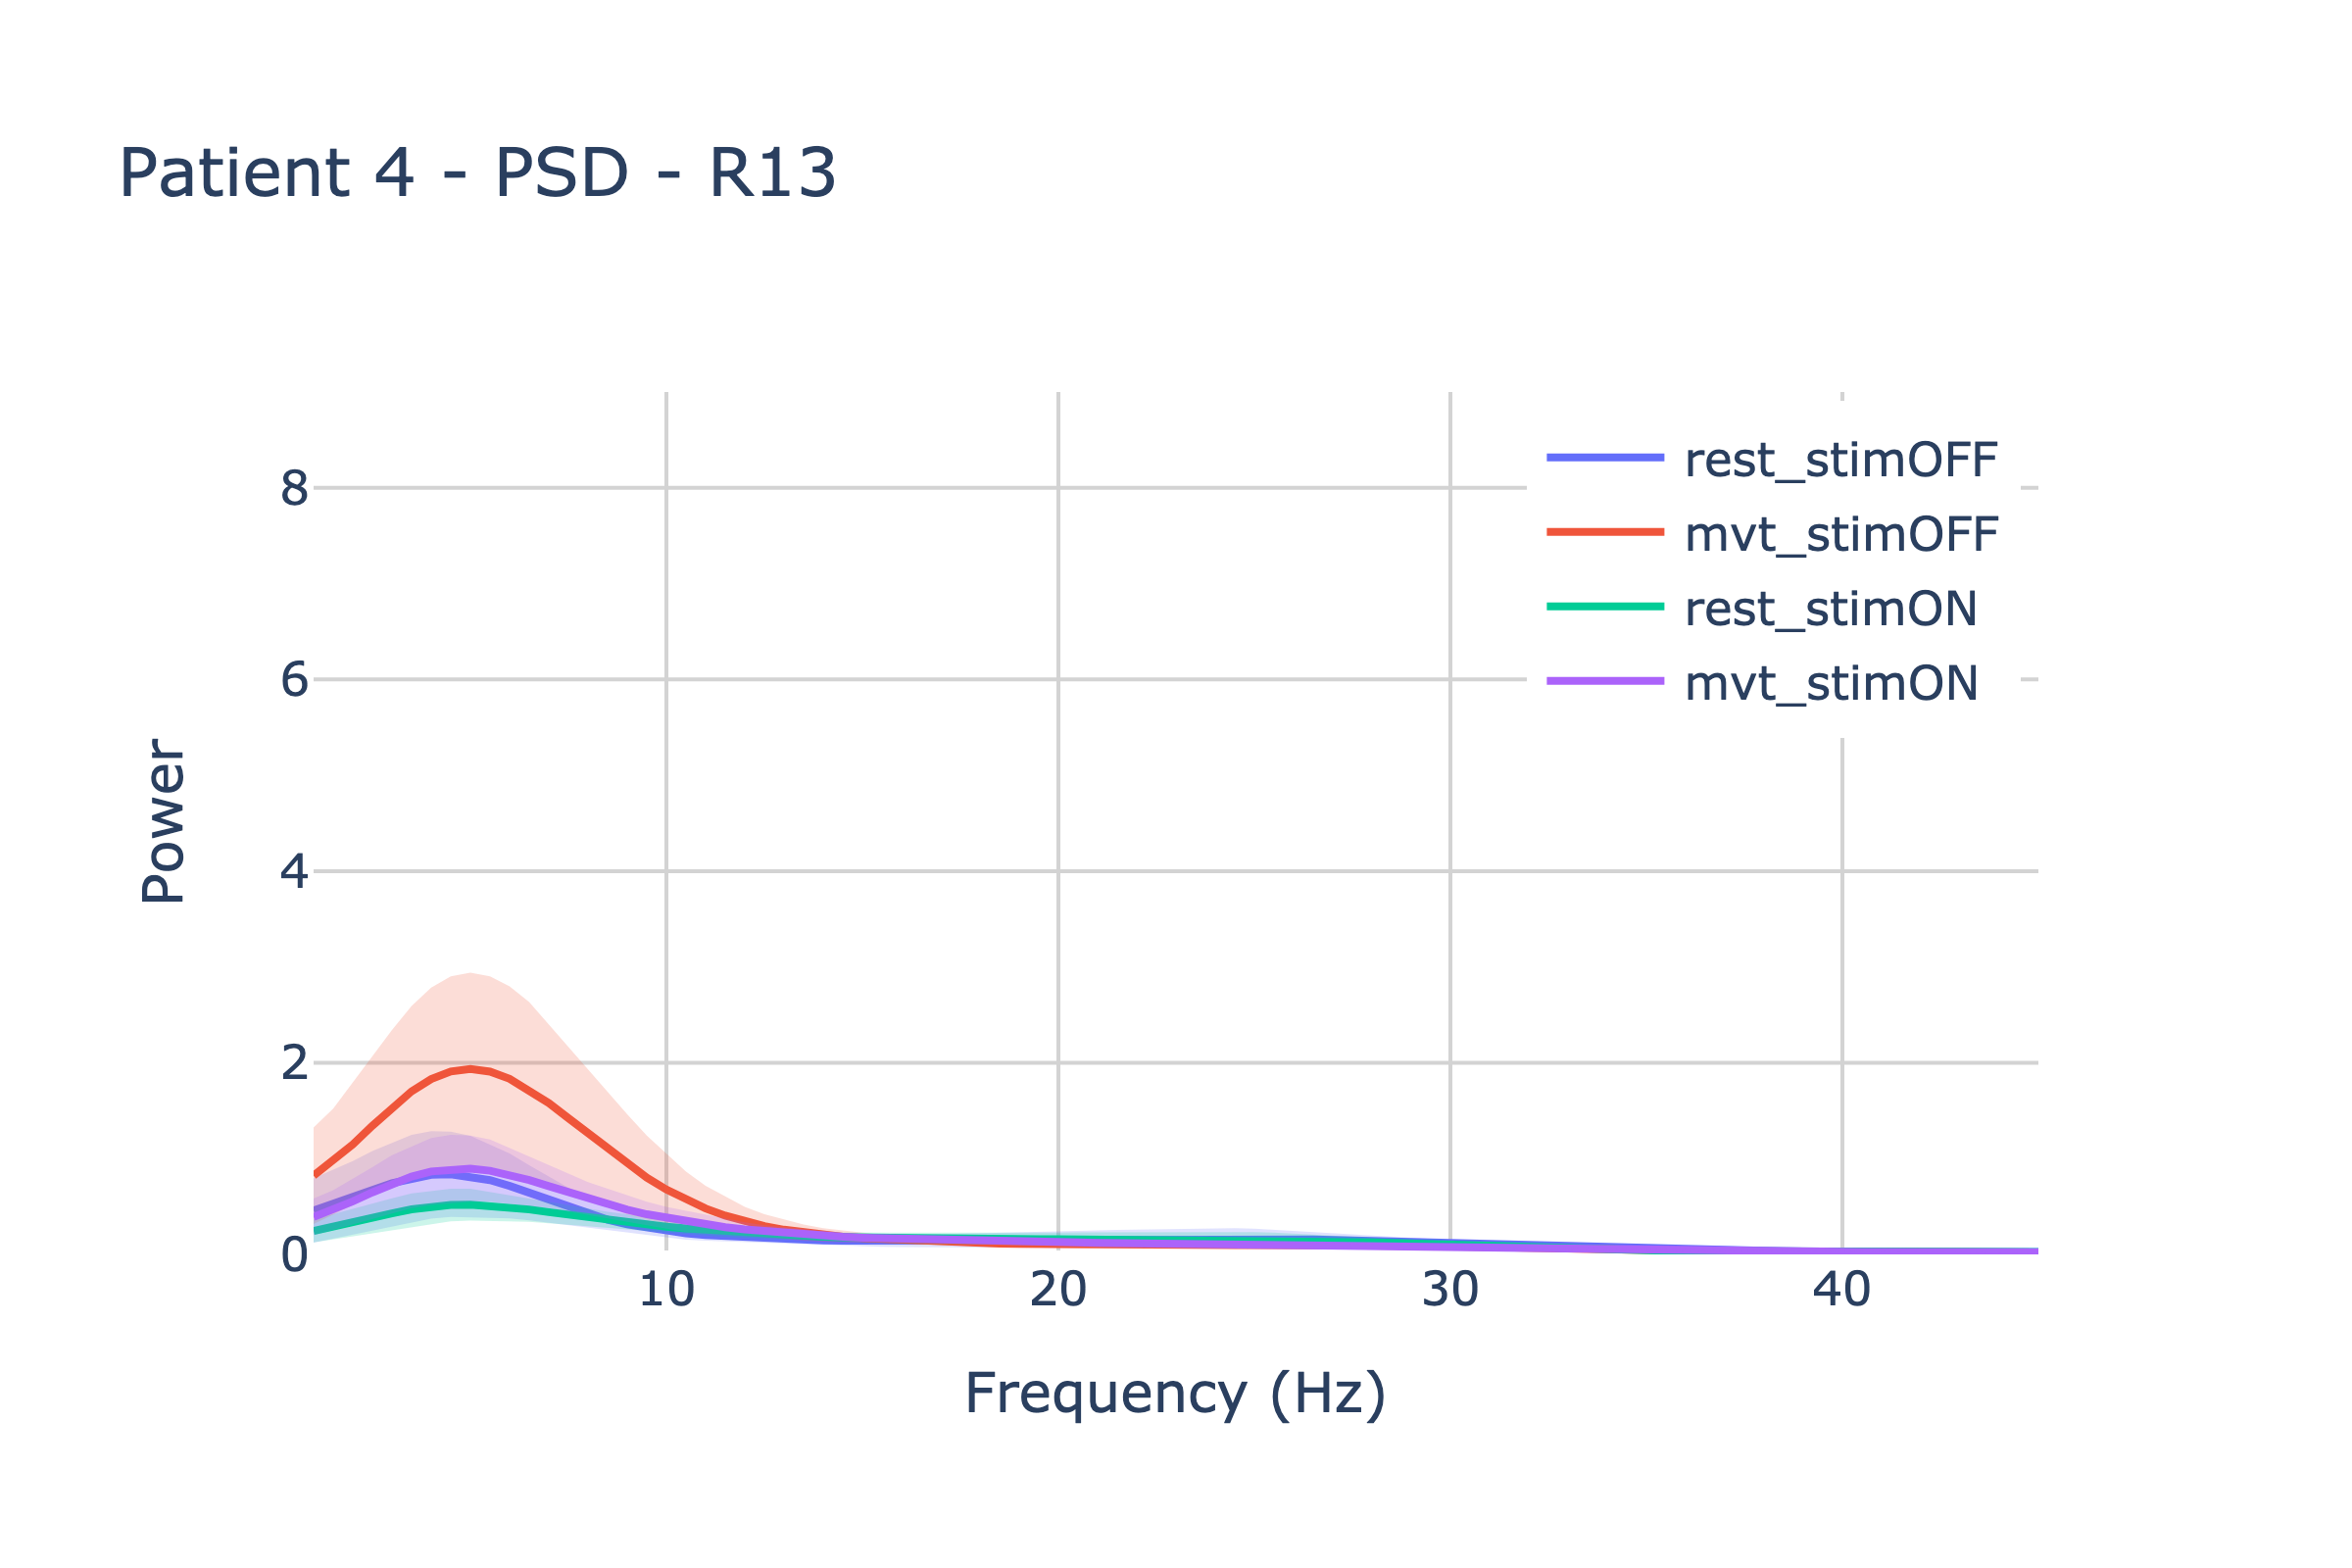 Patient 4 - PSD - R13
rest_stimOFF
mvt_stimOFF
rest_stimON
mvt_stimON
8
6
4
2
0
Power
10 20 30 40
Frequency (Hz)